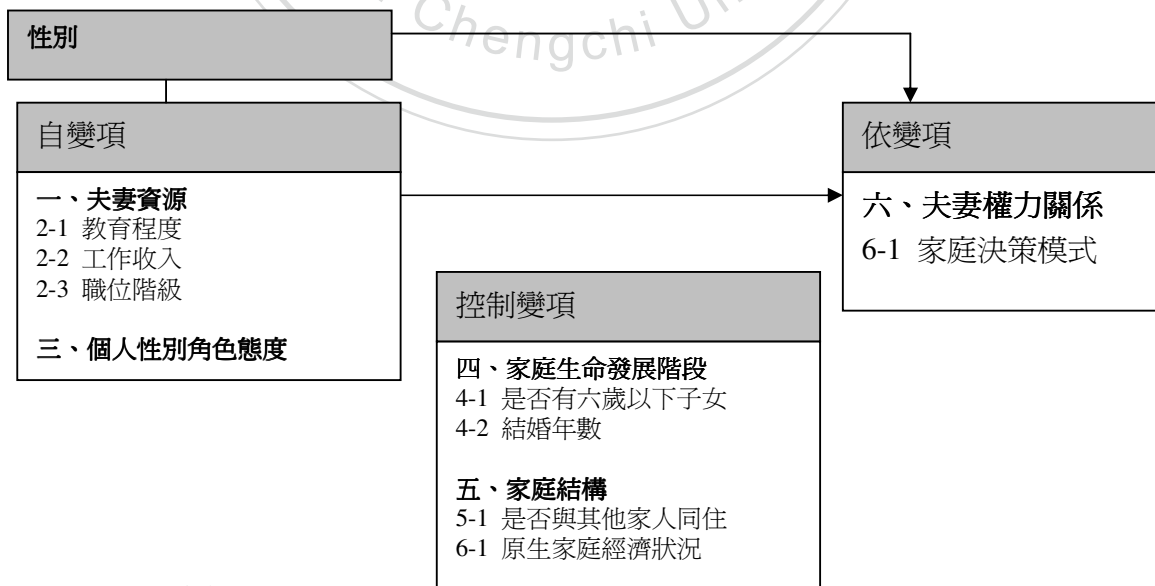 Chengchi Un
性別
自變項
一、夫妻資源
2-1 教育程度
2-2 工作收入
2-3 職位階級
三、個人性別角色態度
依變項
六、夫妻權力關係
6-1 家庭決策模式
控制變項
四、家庭生命發展階段
4-1 是否有六歲以下子女
4-2 結婚年數
五、家庭結構
5-1 是否與其他家人同住
6-1 原生家庭經濟狀況